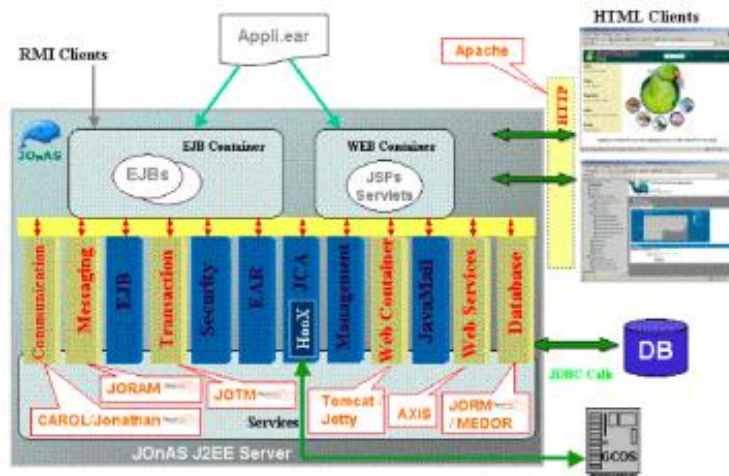 HTML Clients
Appli.ear
Apache
RMI Clients
HTTP
JOnAS
EJB Container
WEB Container
EJBs
JSPs
Servlets
Communication
Messaging
EJB
Transaction
Security
EAR
JCA
HooX
Management
Web Container
JavaMail
Web Services
Database
DB
JDBC Calls
JORAM
JOTM
CAROL/Jonathan
Services
Tomcat /
Jetty
AXIS
JORM
/ MEDOR
JOnAS J2EE Server
GCOS